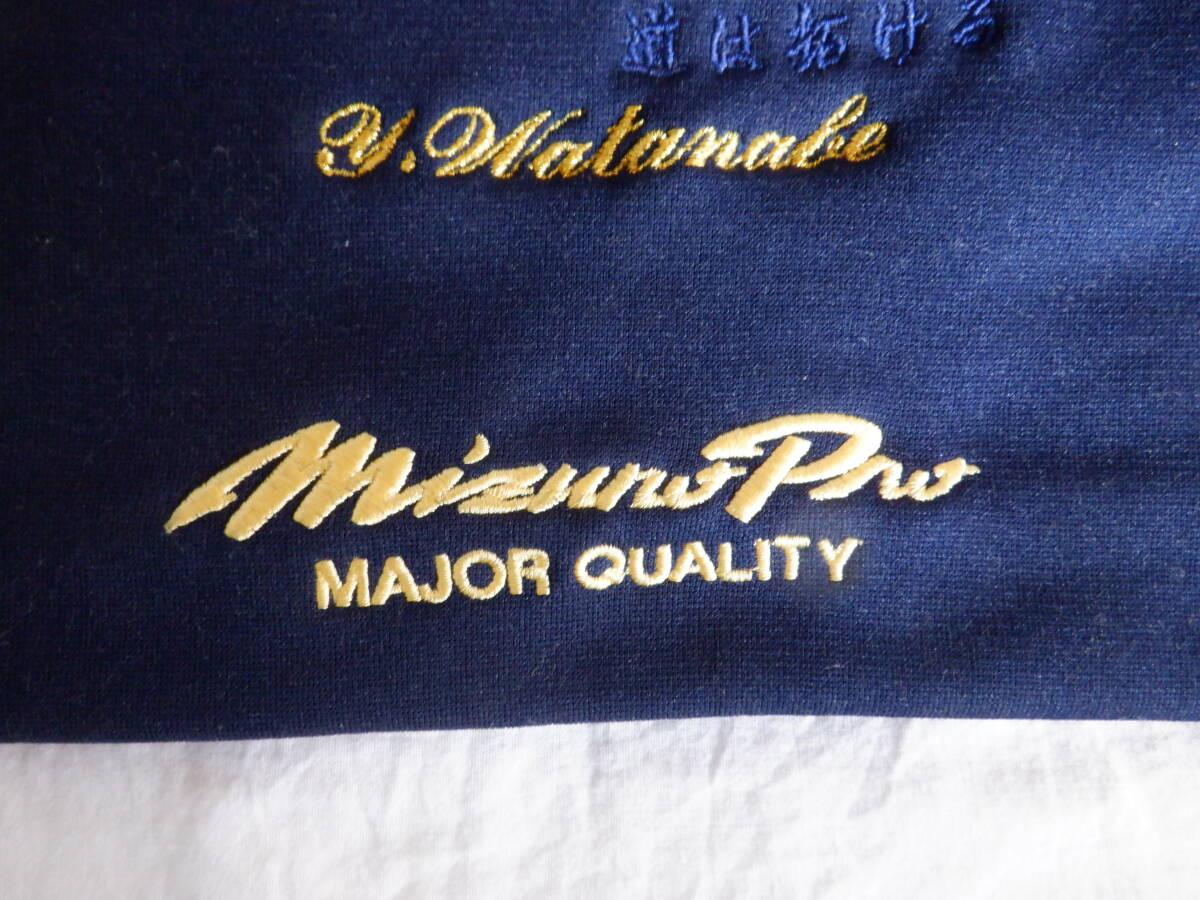 道は拓ける
Y. Watanabe
Mizuno Pro
MAJOR QUALITY